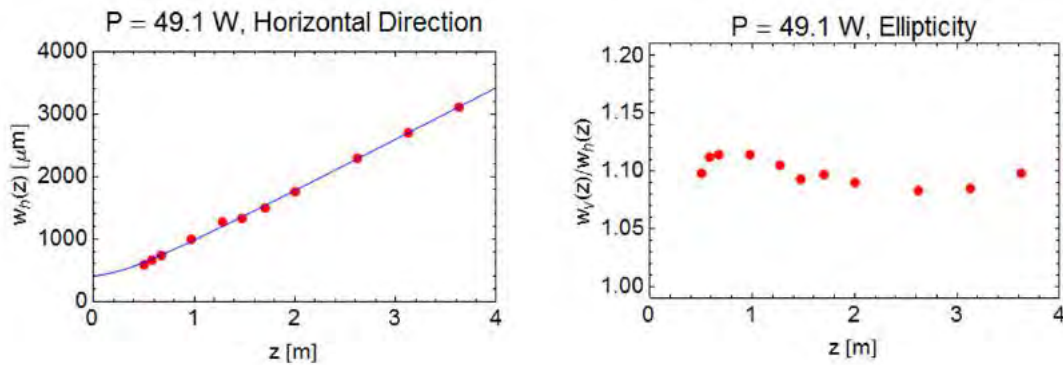 P = 49.1 W, Horizontal Direction
4000
3000
2000
1000
0
w_h(z) [μm]
0 1 2 3 4
z [m]
P = 49.1 W, Ellipticity
1.20
1.15
1.10
1.05
1.00
w_v(z)/w_h(z)
0 1 2 3 4
z [m]